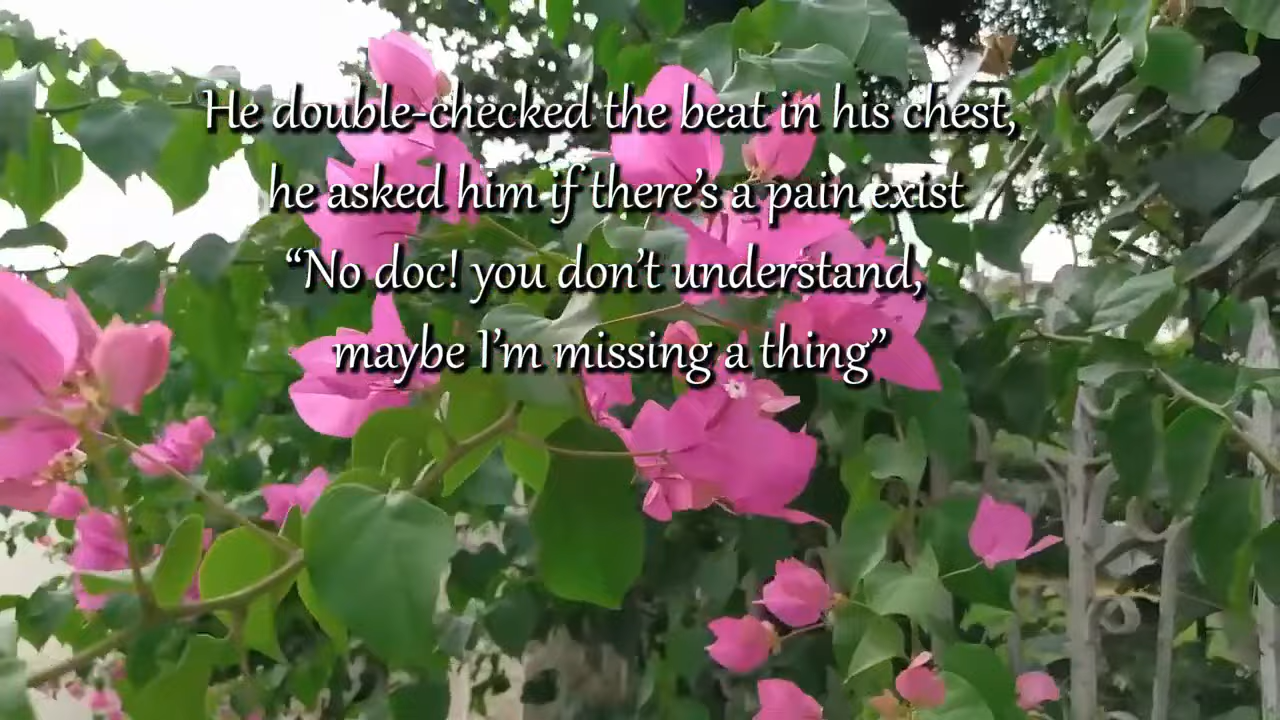 He double-checked the beat in his chest,
he asked him if there's a pain exist
“No doc! you don't understand,
maybe I'm missing a thing”